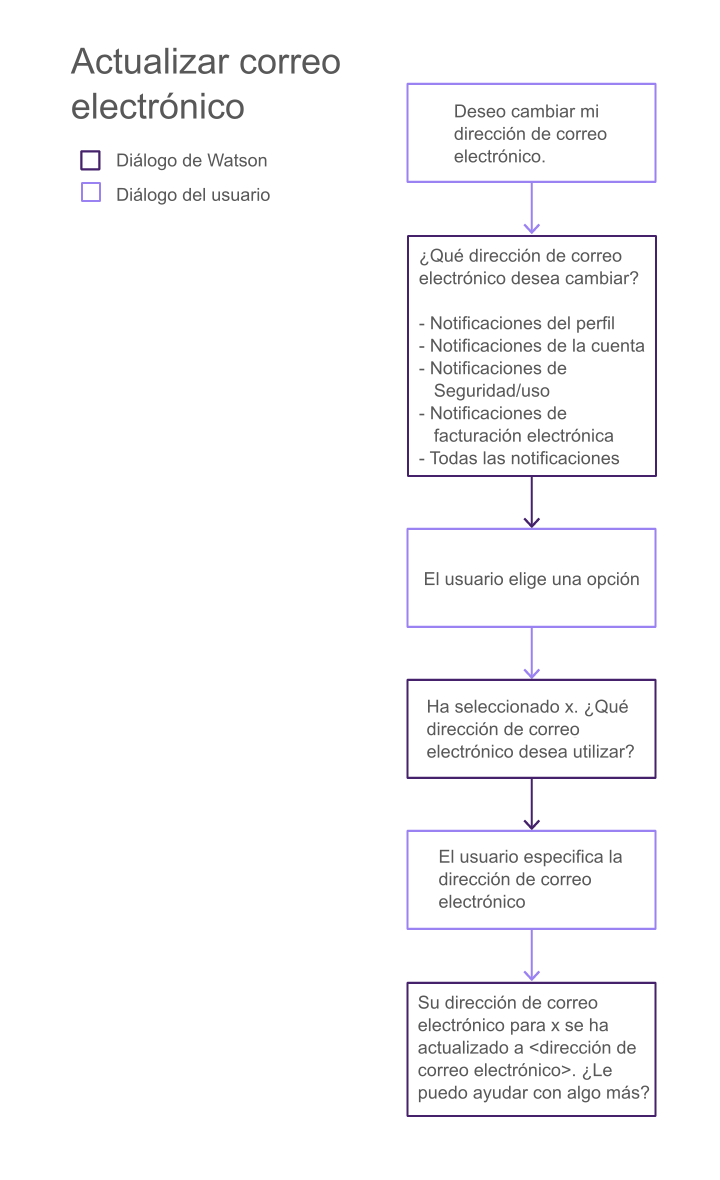 Actualizar correo
electrónico
Diálogo de Watson
Diálogo del usuario
Deseo cambiar mi
dirección de correo
electrónico.
¿Qué dirección de correo
electrónico desea cambiar?
- Notificaciones del perfil
- Notificaciones de la cuenta
- Notificaciones de
Seguridad/uso
- Notificaciones de
facturación electrónica
- Todas las notificaciones
El usuario elige una opción
Ha seleccionado x. ¿Qué
dirección de correo
electrónico desea utilizar?
El usuario especifica la
dirección de correo
electrónico
Su dirección de correo
electrónico para x se ha
actualizado a <dirección de
correo electrónico>. ¿Le
puedo ayudar con algo más?